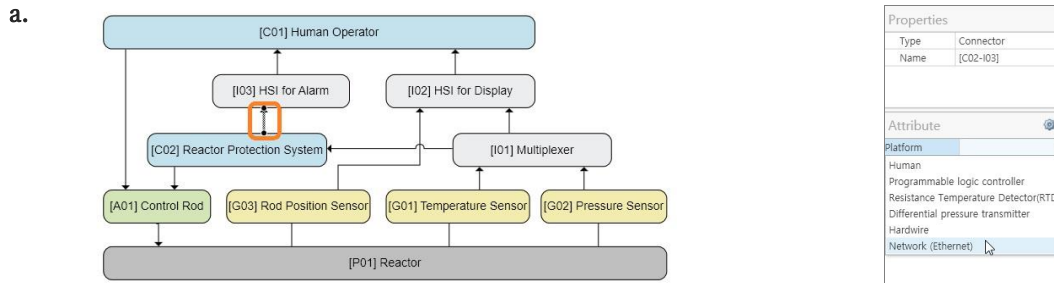 a.
[C01] Human Operator
[I03] HSI for Alarm
[I02] HSI for Display
[C02] Reactor Protection System
[I01] Multiplexer
[A01] Control Rod
[G03] Rod Position Sensor
[G01] Temperature Sensor
[G02] Pressure Sensor
[P01] Reactor
Properties
Type Connector
Name [C02-I03]
Attribute
Platform
Human
Programmable logic controller
Resistance Temperature Detector(RTD
Differential pressure transmitter
Hardwire
Network (Ethernet)